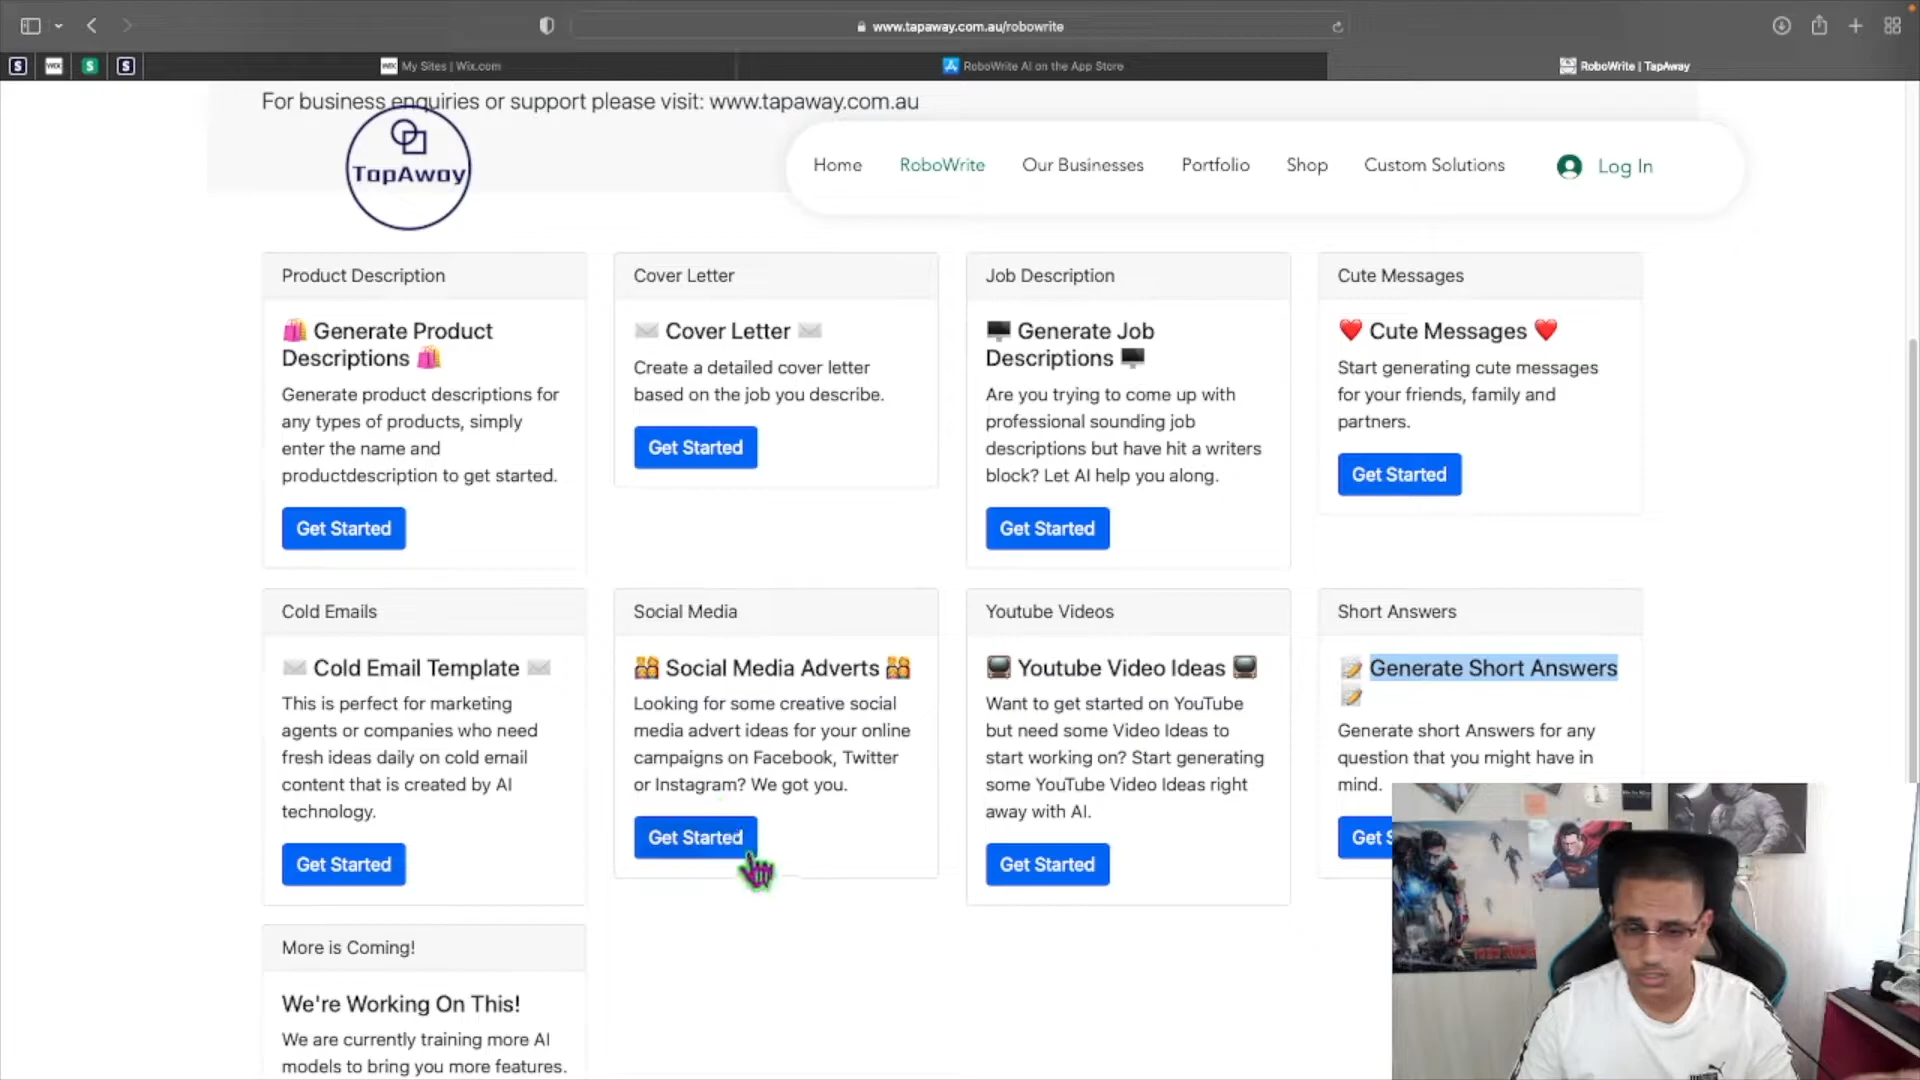 www.tapaway.com.au/robowrite
My Sites | Wix.com
RoboWrite AI on the App Store
RoboWrite | TapAway
For business enquiries or support please visit: www.tapaway.com.au
TapAway
Home
RoboWrite
Our Businesses
Portfolio
Shop
Custom Solutions
Log In
Product Description
🛍️ Generate Product
Descriptions 🛍️
Generate product descriptions for
any types of products, simply
enter the name and
productdescription to get started.
Get Started
Cover Letter
✉️ Cover Letter ✉️
Create a detailed cover letter
based on the job you describe.
Get Started
Job Description
🖥️ Generate Job
Descriptions 🖥️
Are you trying to come up with
professional sounding job
descriptions but have hit a writers
block? Let AI help you along.
Get Started
Cute Messages
❤️ Cute Messages ❤️
Start generating cute messages
for your friends, family and
partners.
Get Started
Cold Emails
✉️ Cold Email Template ✉️
This is perfect for marketing
agents or companies who need
fresh ideas daily on cold email
content that is created by AI
technology.
Get Started
Social Media
👯 Social Media Adverts 👯
Looking for some creative social
media advert ideas for your online
campaigns on Facebook, Twitter
or Instagram? We got you.
Get Started
Youtube Videos
📺 Youtube Video Ideas 📺
Want to get started on YouTube
but need some Video Ideas to
start working on? Start generating
some YouTube Video Ideas right
away with AI.
Get Started
Short Answers
📝 Generate Short Answers
📝
Generate short Answers for any
question that you might have in
mind.
Get S
More is Coming!
We're Working On This!
We are currently training more AI
models to bring you more features.